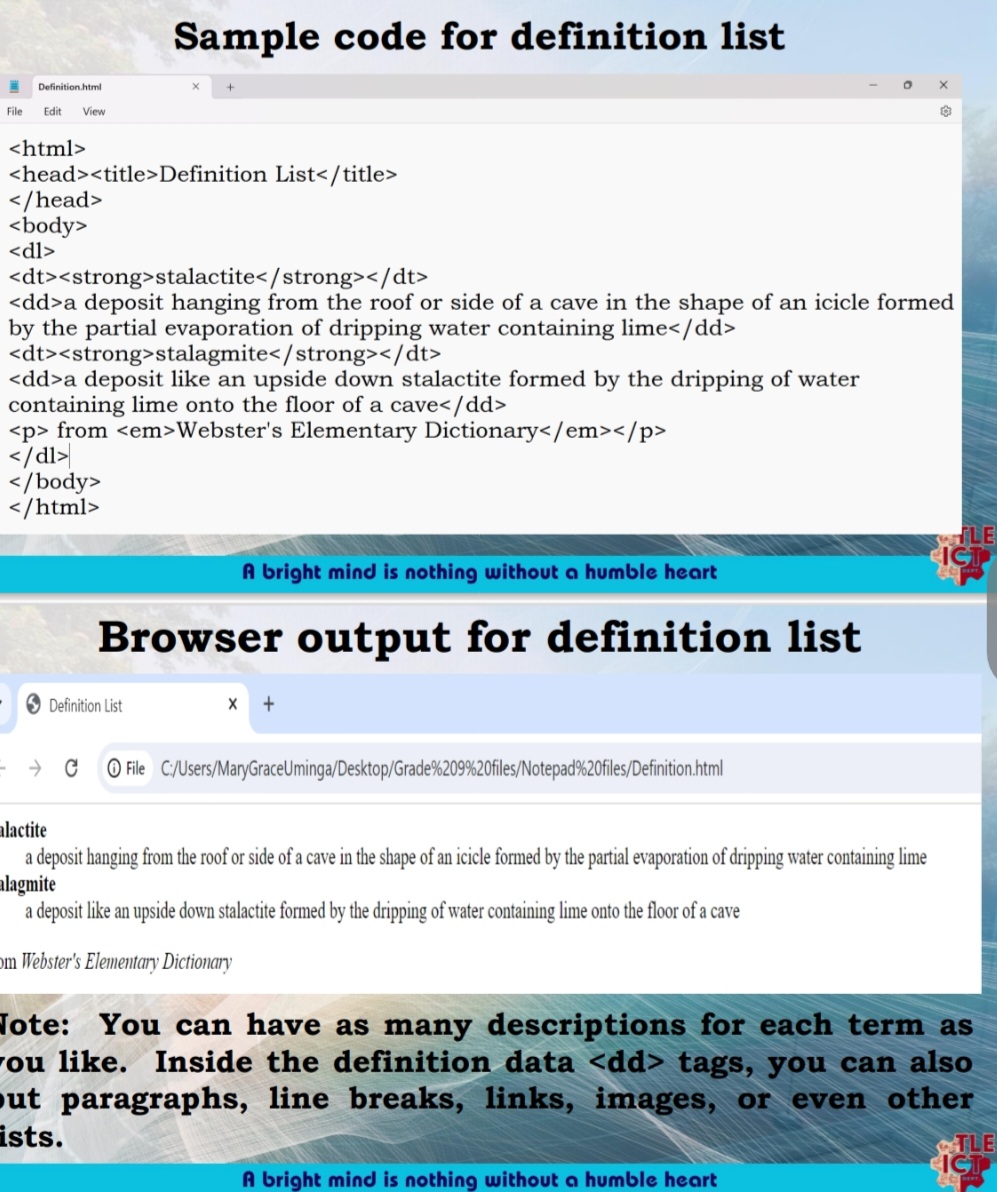 Sample code for definition list
Definition.html
File Edit View
<html>
<head><title>Definition List</title>
</head>
<body>
<dl>
<dt><strong>stalactite</strong></dt>
<dd>a deposit hanging from the roof or side of a cave in the shape of an icicle formed
by the partial evaporation of dripping water containing lime</dd>
<dt><strong>stalagmite</strong></dt>
<dd>a deposit like an upside down stalactite formed by the dripping of water
containing lime onto the floor of a cave</dd>
<p> from <em>Webster's Elementary Dictionary</em></p>
</dl>
</body>
</html>
TLE
ICT
DEPT.
A bright mind is nothing without a humble heart
Browser output for definition list
Definition List
File C:/Users/MaryGraceUminga/Desktop/Grade%209%20files/Notepad%20files/Definition.html
alactite
a deposit hanging from the roof or side of a cave in the shape of an icicle formed by the partial evaporation of dripping water containing lime
alagmite
a deposit like an upside down stalactite formed by the dripping of water containing lime onto the floor of a cave
om Webster's Elementary Dictionary
Note: You can have as many descriptions for each term as
you like. Inside the definition data <dd> tags, you can also
put paragraphs, line breaks, links, images, or even other
lists.
TLE
ICT
DEPT.
A bright mind is nothing without a humble heart